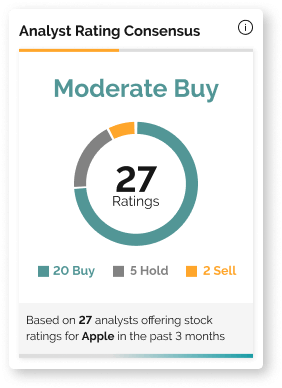 Analyst Rating Consensus
Moderate Buy
27
Ratings
20 Buy 5 Hold 2 Sell
Based on 27 analysts offering stock
ratings for Apple in the past 3 months